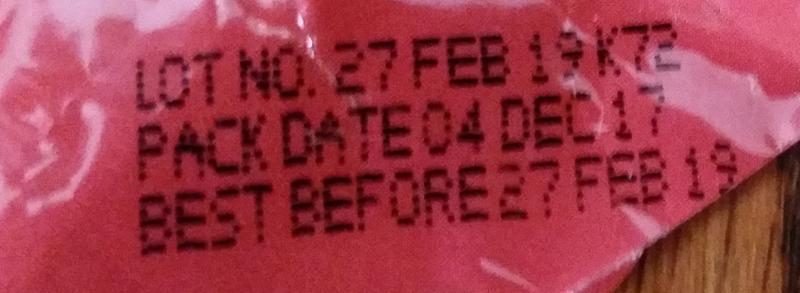 LOT NO. 27 FEB 19 K72
PACK DATE 04 DEC 17
BEST BEFORE 27 FEB 19